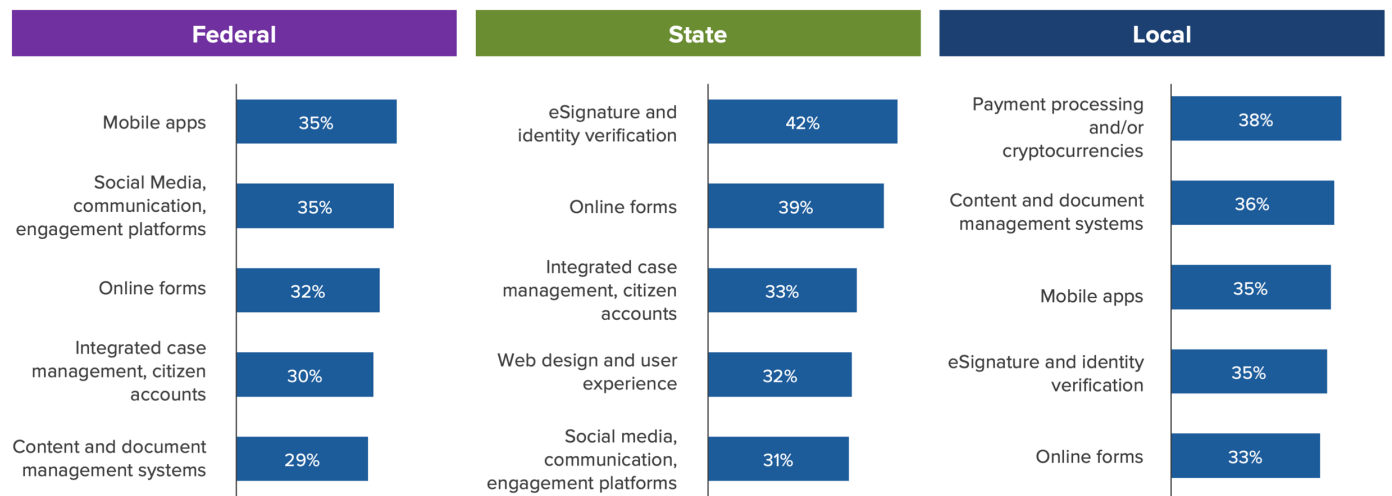 Federal
Mobile apps
35%
Social Media,
communication,
engagement platforms
35%
Online forms
32%
Integrated case
management, citizen
accounts
30%
Content and document
management systems
29%
State
eSignature and
identity verification
42%
Online forms
39%
Integrated case
management, citizen
accounts
33%
Web design and user
experience
32%
Social media,
communication,
engagement platforms
31%
Local
Payment processing
and/or
cryptocurrencies
38%
Content and document
management systems
36%
Mobile apps
35%
eSignature and identity
verification
35%
Online forms
33%